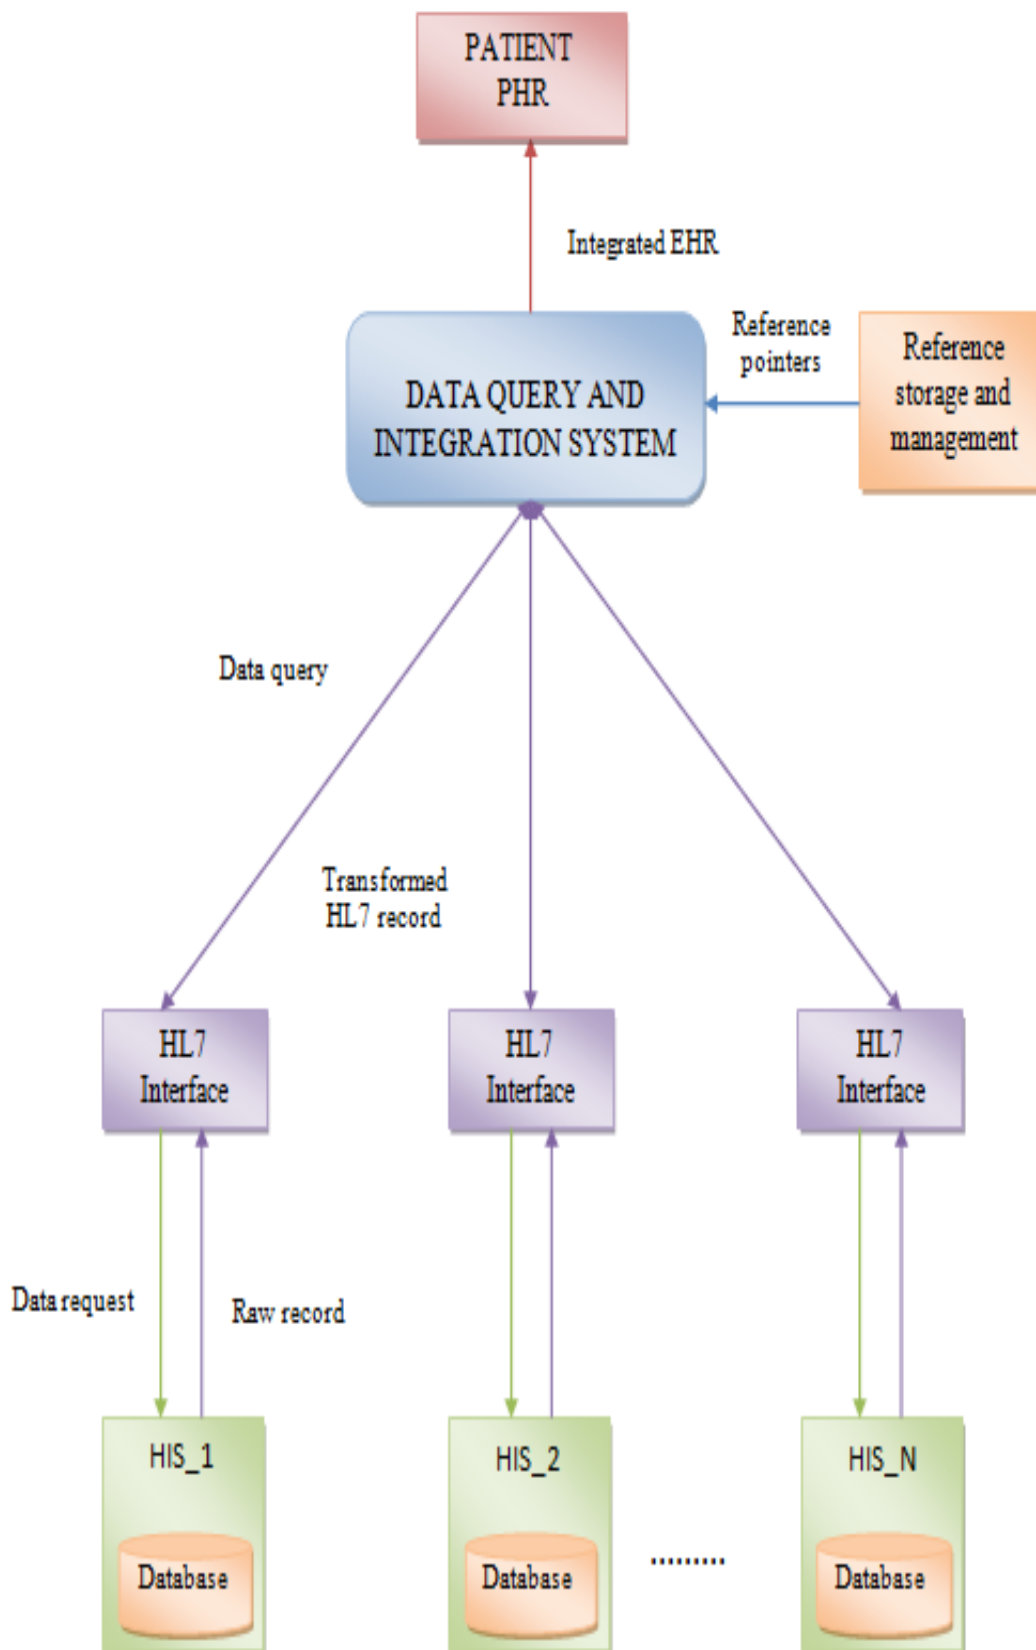 PATIENT
PHR
Integrated EHR
Reference
pointers
Reference
storage and
management
DATA QUERY AND
INTEGRATION SYSTEM
Data query
Transformed
HL7 record
HL7
Interface
HL7
Interface
HL7
Interface
Data request
Raw record
HIS_1
HIS_2
HIS_N
.........
Database
Database
Database